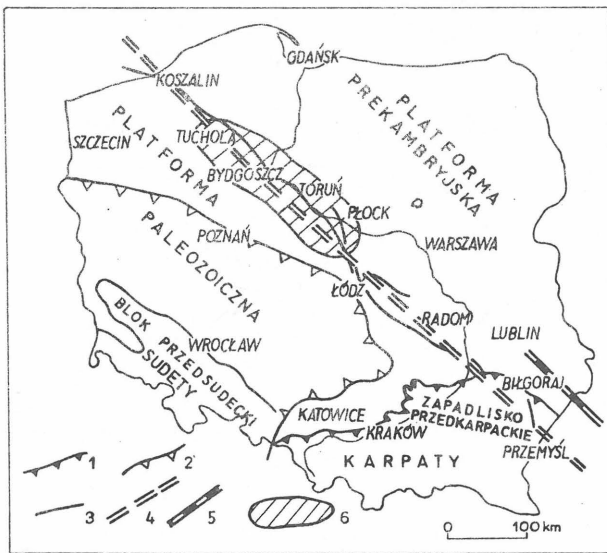 GDAŃSK
KOSZALIN
PLATFORMA
PREKAMBRYJSKA
SZCZECIN
TUCHOLA
BYDGOSZCZ
TORUŃ
PLATFORMA
PALEOZOICZNA
PŁOCK
POZNAŃ
WARSZAWA
ŁÓDŹ
RADOM
LUBLIN
BLOK PRZEDSUDECKI
WROCŁAW
SUDETY
BIŁGORAJ
ZAPADLISKO
PRZEDKARPACKIE
KATOWICE
KRAKÓW
PRZEMYŚL
KARPATY
1 2
3 4 5 6
0 100 km